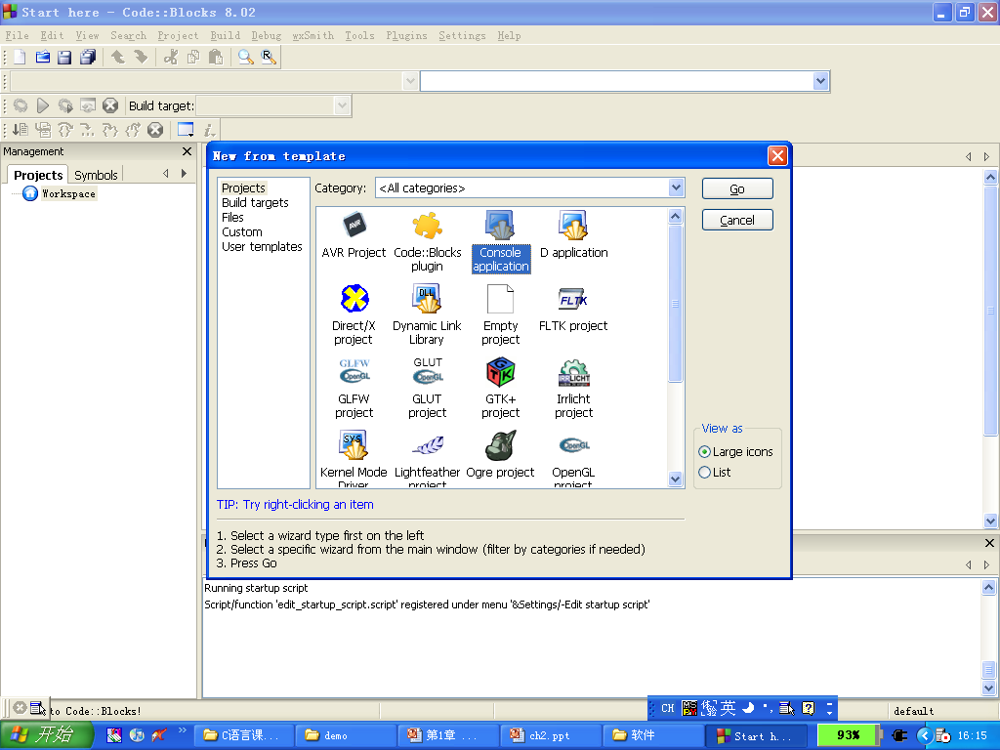 Start here - Code::Blocks 8.02
File Edit View Search Project Build Debug wxSmith Tools Plugins Settings Help
Build target:
Management
Projects Symbols
Workspace
New from template
Projects
Build targets
Files
Custom
User templates
Category: <All categories>
Go
Cancel
AVR Project
Code::Blocks
plugin
Console
application
D application
Direct/X
project
Dynamic Link
Library
Empty
project
FLTK project
GLFW
project
GLUT
project
GTK+
project
Irrlicht
project
Kernel Mode
Driver
Lightfeather
project
Ogre project
OpenGL
project
View as
Large icons
List
TIP: Try right-clicking an item
1. Select a wizard type first on the left
2. Select a specific wizard from the main window (filter by categories if needed)
3. Press Go
Running startup script
Script/function 'edit_startup_script.script' registered under menu '&Settings/-Edit startup script'
to Code::Blocks!
CH
英
default
开始
C语言课...
demo
第1章 ...
ch2.ppt
软件
Start h...
93%
16:15